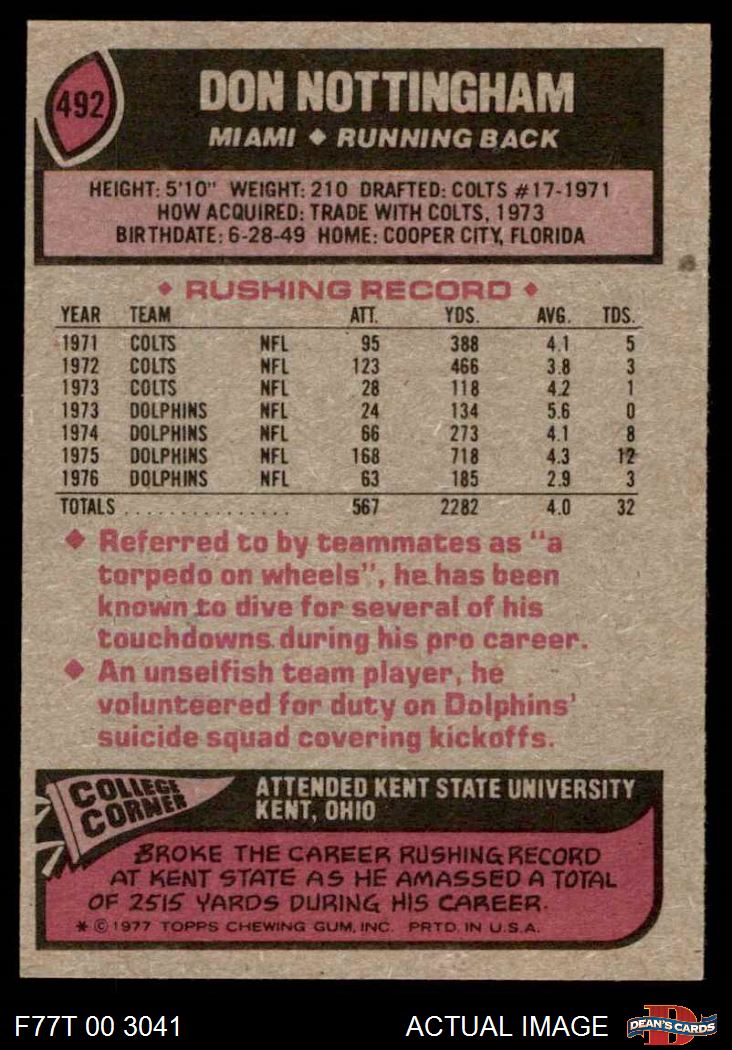 492
DON NOTTINGHAM
MIAMI ◆ RUNNING BACK
HEIGHT: 5'10" WEIGHT: 210 DRAFTED: COLTS #17-1971
HOW ACQUIRED: TRADE WITH COLTS, 1973
BIRTHDATE: 6-28-49 HOME: COOPER CITY, FLORIDA
◆ RUSHING RECORD ◆
YEAR TEAM ATT. YDS. AVG. TDS.
1971 COLTS NFL 95 388 4.1 5
1972 COLTS NFL 123 466 3.8 3
1973 COLTS NFL 28 118 4.2 1
1973 DOLPHINS NFL 24 134 5.6 0
1974 DOLPHINS NFL 66 273 4.1 8
1975 DOLPHINS NFL 168 718 4.3 12
1976 DOLPHINS NFL 63 185 2.9 3
TOTALS . . . . . . . . . . . . . . . 567 2282 4.0 32
◆ Referred to by teammates as "a
torpedo on wheels", he has been
known to dive for several of his
touchdowns during his pro career.
◆ An unselfish team player, he
volunteered for duty on Dolphins'
suicide squad covering kickoffs.
COLLEGE
CORNER
ATTENDED KENT STATE UNIVERSITY
KENT, OHIO
BROKE THE CAREER RUSHING RECORD
AT KENT STATE AS HE AMASSED A TOTAL
OF 2515 YARDS DURING HIS CAREER.
* © 1977 TOPPS CHEWING GUM, INC. PRTD. IN U.S.A.
F77T 00 3041
ACTUAL IMAGE
D
DEAN'S CARDS